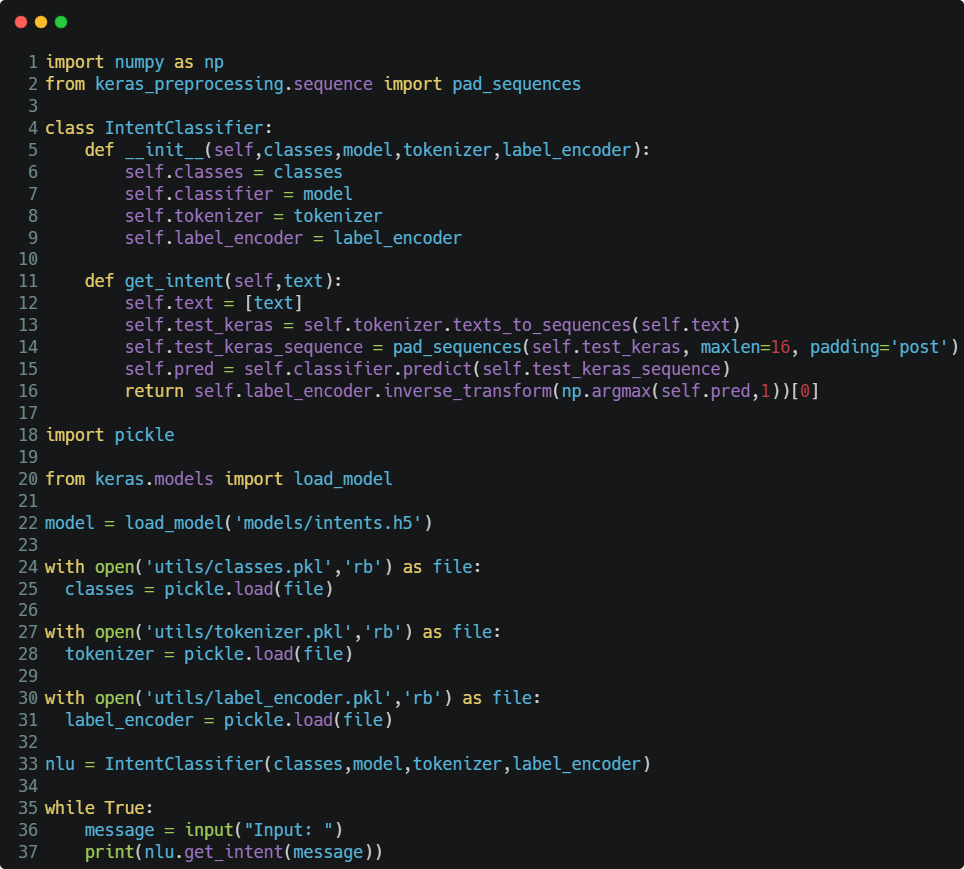 1 import numpy as np
2 from keras_preprocessing.sequence import pad_sequences
3
4 class IntentClassifier:
5     def __init__(self,classes,model,tokenizer,label_encoder):
6         self.classes = classes
7         self.classifier = model
8         self.tokenizer = tokenizer
9         self.label_encoder = label_encoder
10
11     def get_intent(self,text):
12         self.text = [text]
13         self.test_keras = self.tokenizer.texts_to_sequences(self.text)
14         self.test_keras_sequence = pad_sequences(self.test_keras, maxlen=16, padding='post')
15         self.pred = self.classifier.predict(self.test_keras_sequence)
16         return self.label_encoder.inverse_transform(np.argmax(self.pred,1))[0]
17
18 import pickle
19
20 from keras.models import load_model
21
22 model = load_model('models/intents.h5')
23
24 with open('utils/classes.pkl','rb') as file:
25   classes = pickle.load(file)
26
27 with open('utils/tokenizer.pkl','rb') as file:
28   tokenizer = pickle.load(file)
29
30 with open('utils/label_encoder.pkl','rb') as file:
31   label_encoder = pickle.load(file)
32
33 nlu = IntentClassifier(classes,model,tokenizer,label_encoder)
34
35 while True:
36     message = input("Input: ")
37     print(nlu.get_intent(message))